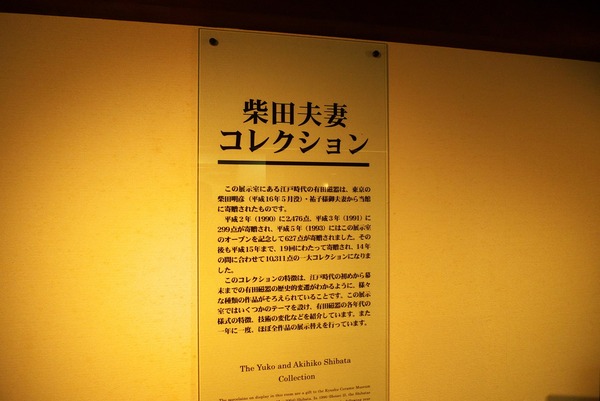 柴田夫妻
コレクション
この展示室にある江戸時代の有田磁器は、東京の
柴田明彦（平成16年5月没）・祐子様御夫妻から当館
に寄贈されたものです。
平成2年（1990）に2,476点、平成3年（1991）に
299点が寄贈され、平成5年（1993）にはこの展示室
のオープンを記念して627点が寄贈されました。その
後も平成15年まで、19回にわたって寄贈され、14年
の間に合わせて10,311点の一大コレクションになりま
した。
このコレクションの特徴は、江戸時代の初めから幕
末までの有田磁器の歴史的変遷がわかるように、様々
な種類の作品がそろえられていることです。この展示
室ではいくつかのテーマを設け、有田磁器の各年代の
様式の特徴、技術の変化などを紹介しています。また
一年に一度、ほぼ全作品の展示替えを行っています。
The Yuko and Akihiko Shibata
Collection
The porcelains on display in this room are a gift to the Kyushu Ceramic Museum